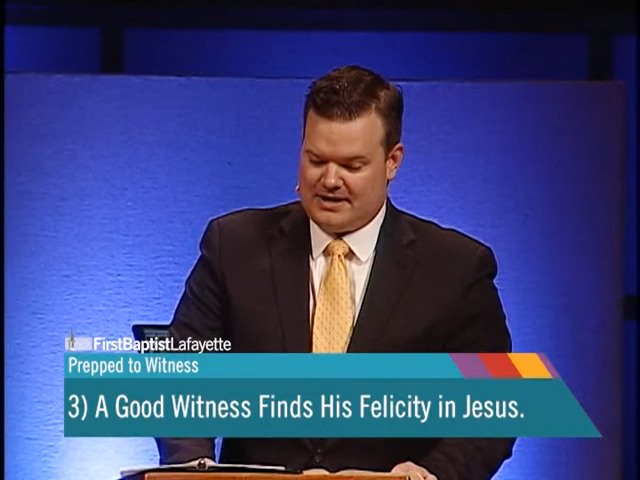 FirstBaptistLafayette
Prepped to Witness
3) A Good Witness Finds His Felicity in Jesus.